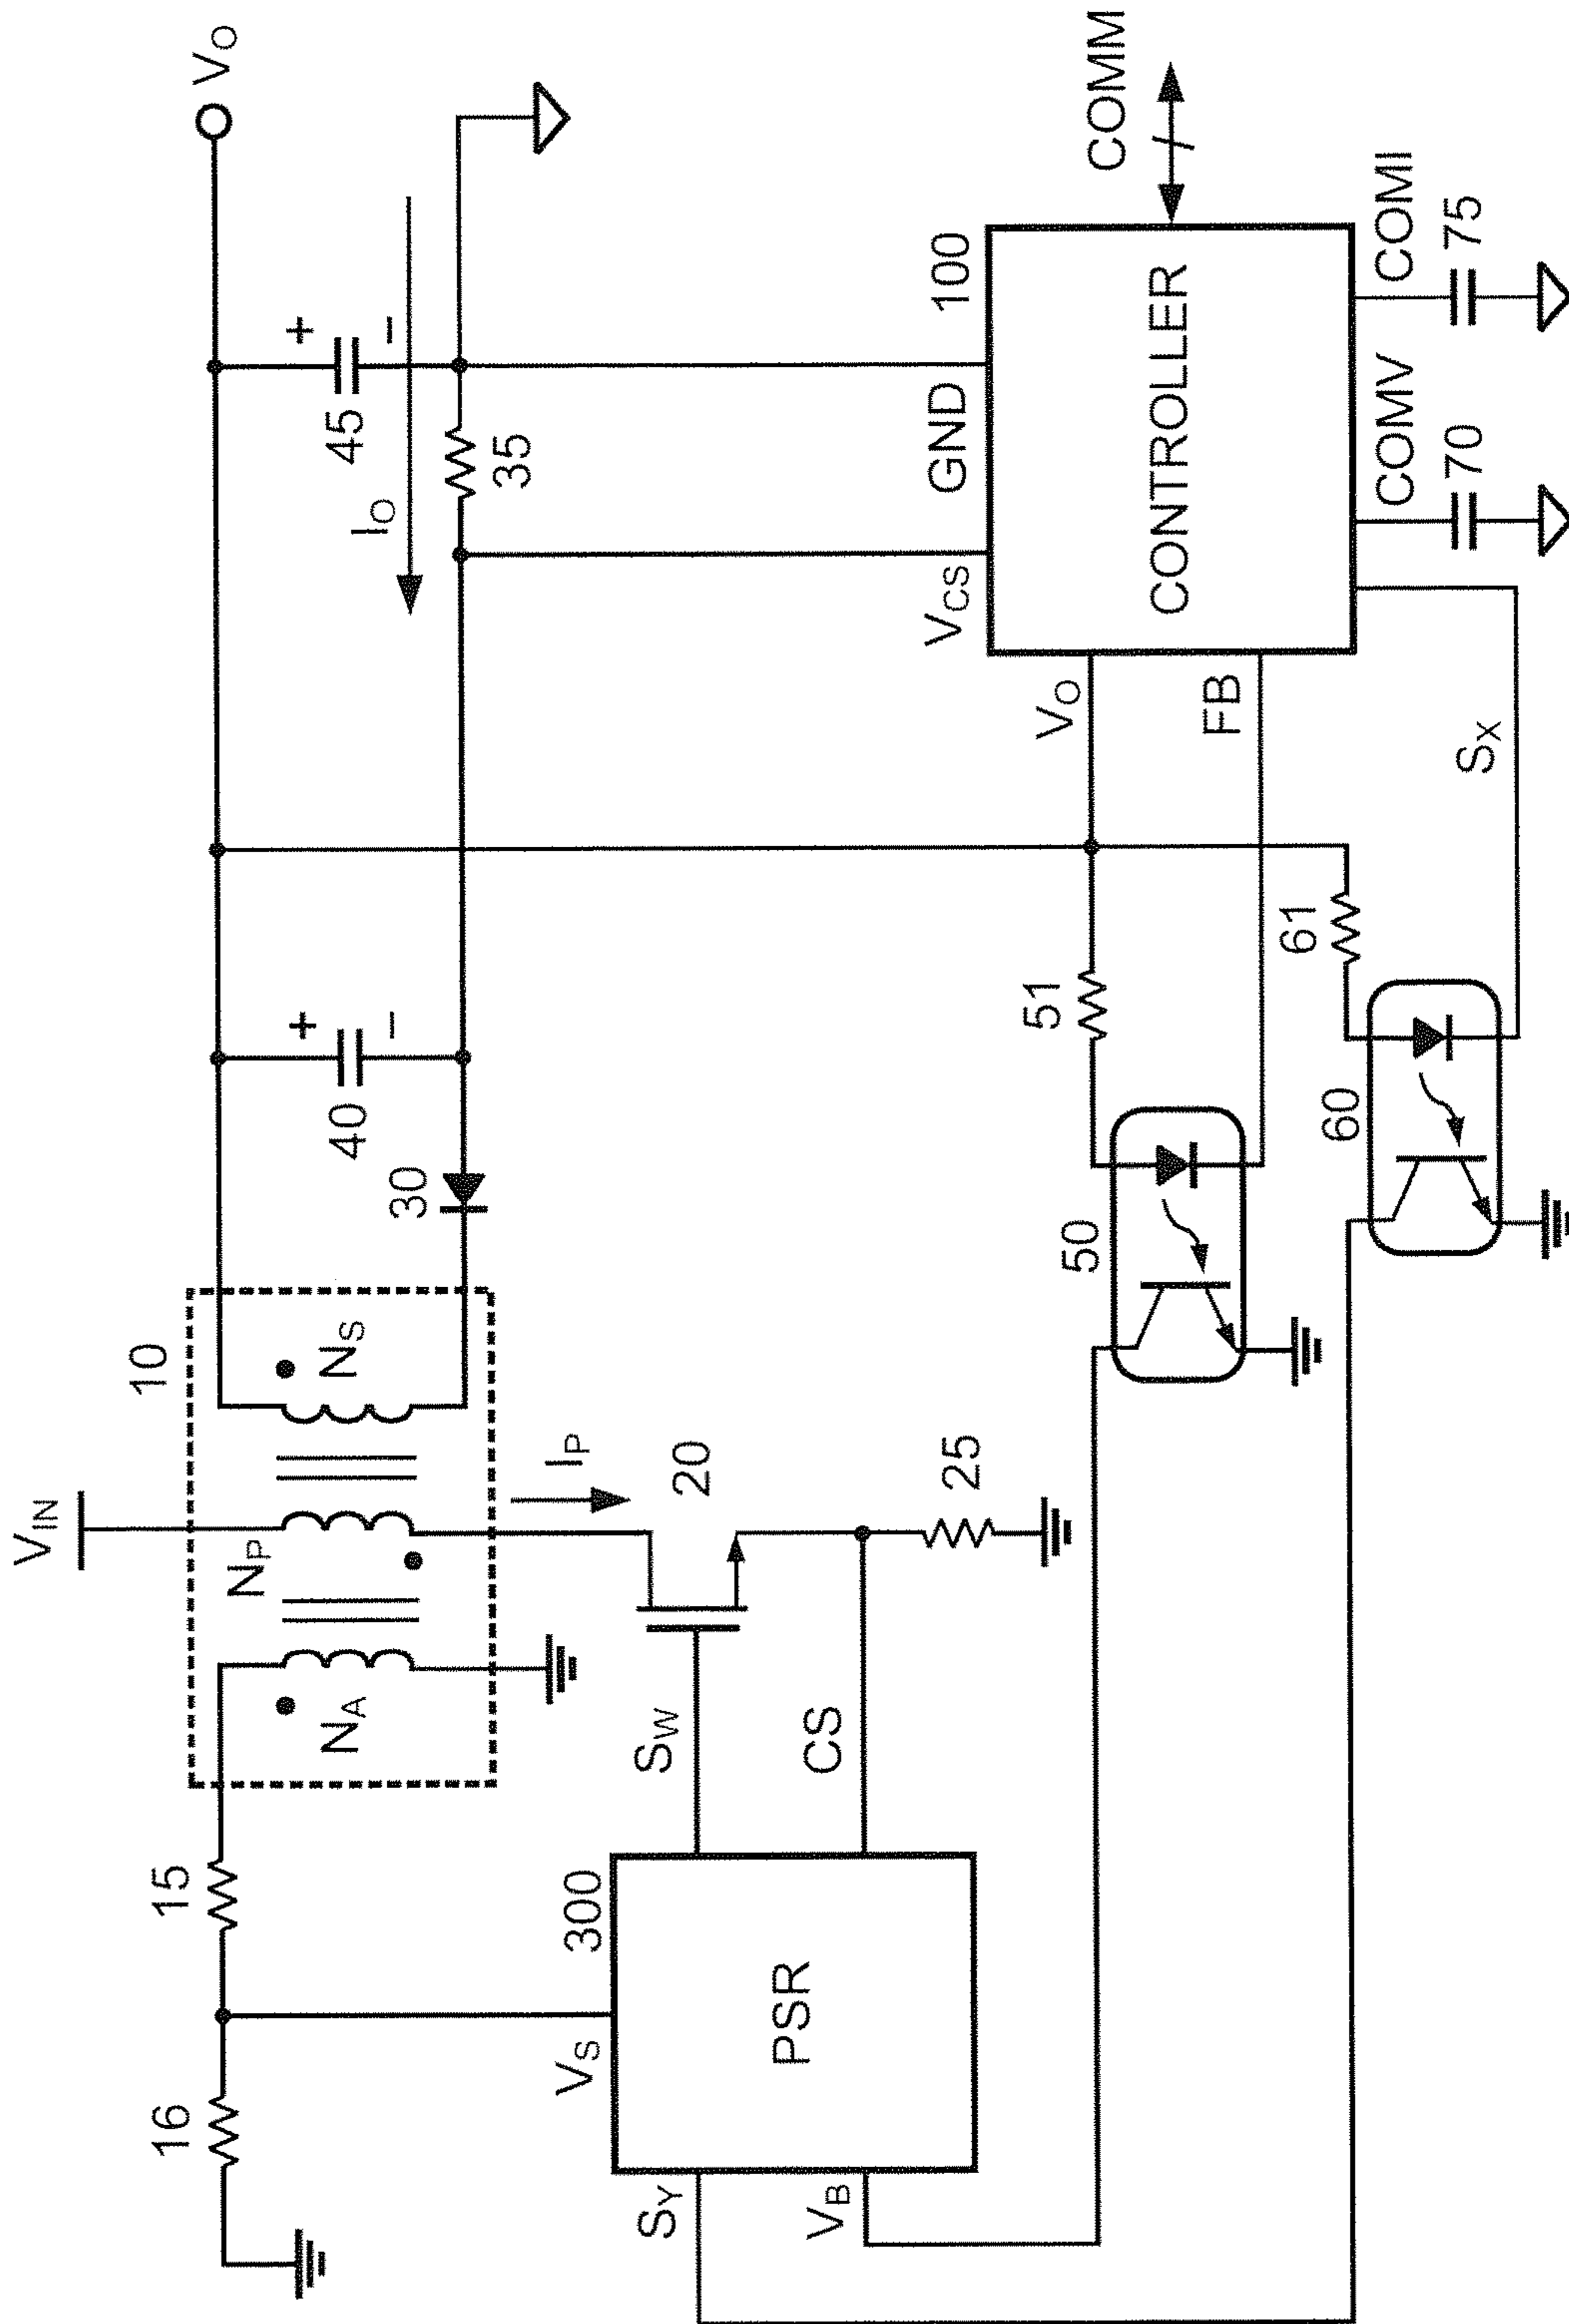 V_IN
10
V_O
16
15
N_A
N_P
N_S
30
40
+
−
45
+
−
I_O
35
I_P
20
25
V_S
300
PSR
S_W
CS
S_Y
V_B
50
51
60
61
V_CS
GND
100
CONTROLLER
V_O
FB
S_X
COMM
COMV
70
COMI
75